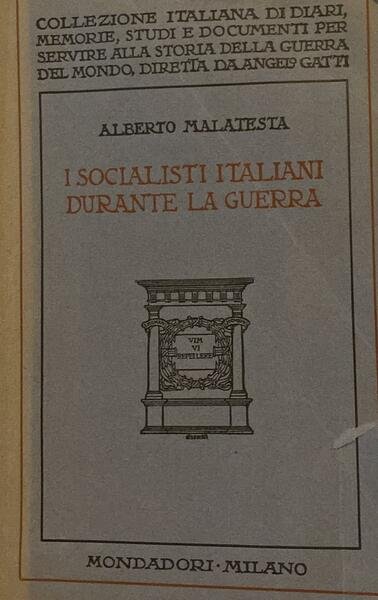 COLLEZIONE ITALIANA DI DIARI,
MEMORIE, STUDI E DOCUMENTI PER
SERVIRE ALLA STORIA DELLA GUERRA
DEL MONDO, DIRETTA DA ANGELO GATTI
ALBERTO MALATESTA
I SOCIALISTI ITALIANI
DURANTE LA GUERRA
VIM
VI
REPELLERE
MONDADORI · MILANO